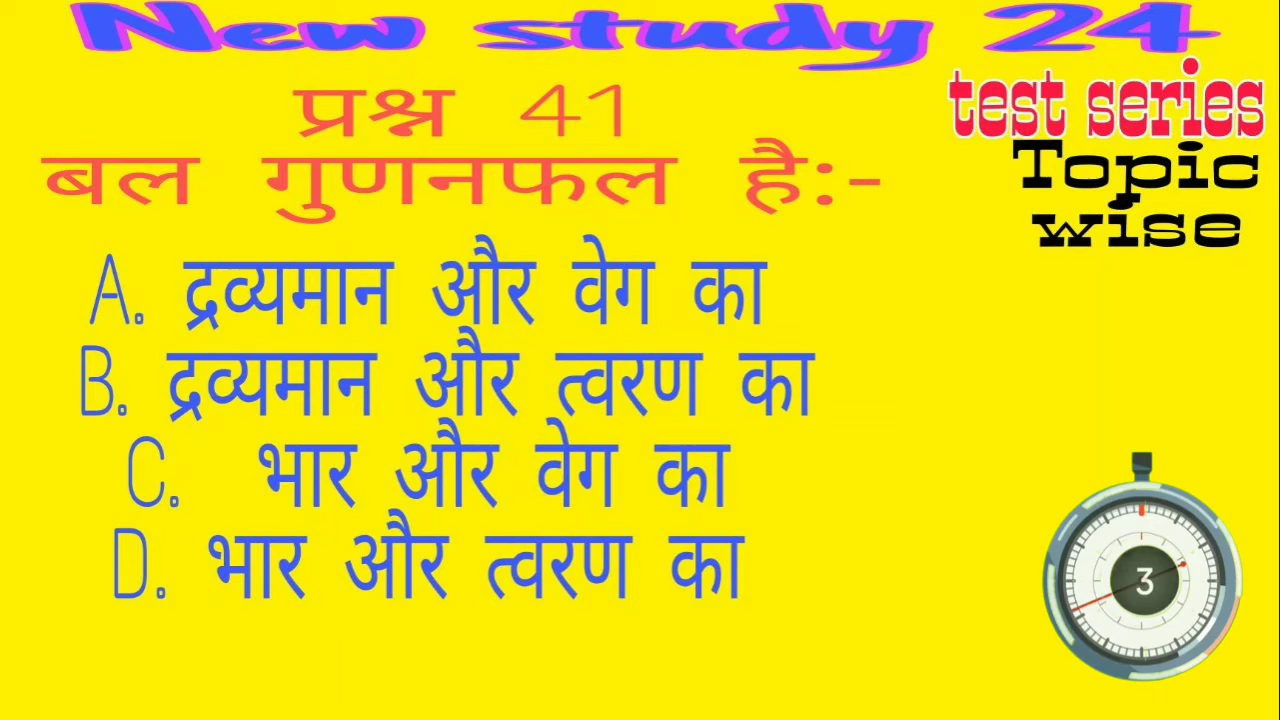 New study 24
test series
Topic
wise
प्रश्न 41
बल गुणनफल है:-
A. द्रव्यमान और वेग का
B. द्रव्यमान और त्वरण का
C. भार और वेग का
D. भार और त्वरण का
3